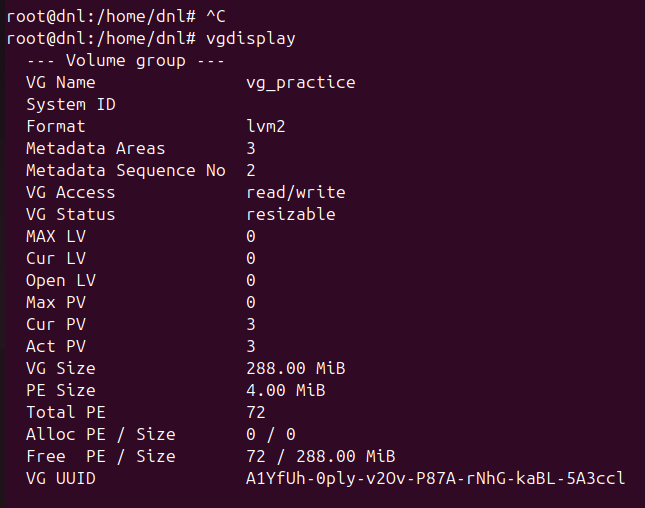 root@dnl:/home/dnl# ^C
root@dnl:/home/dnl# vgdisplay
  --- Volume group ---
  VG Name               vg_practice
  System ID
  Format                lvm2
  Metadata Areas        3
  Metadata Sequence No  2
  VG Access             read/write
  VG Status             resizable
  MAX LV                0
  Cur LV                0
  Open LV               0
  Max PV                0
  Cur PV                3
  Act PV                3
  VG Size               288.00 MiB
  PE Size               4.00 MiB
  Total PE              72
  Alloc PE / Size       0 / 0
  Free  PE / Size       72 / 288.00 MiB
  VG UUID               A1YfUh-0ply-v2Ov-P87A-rNhG-kaBL-5A3ccl